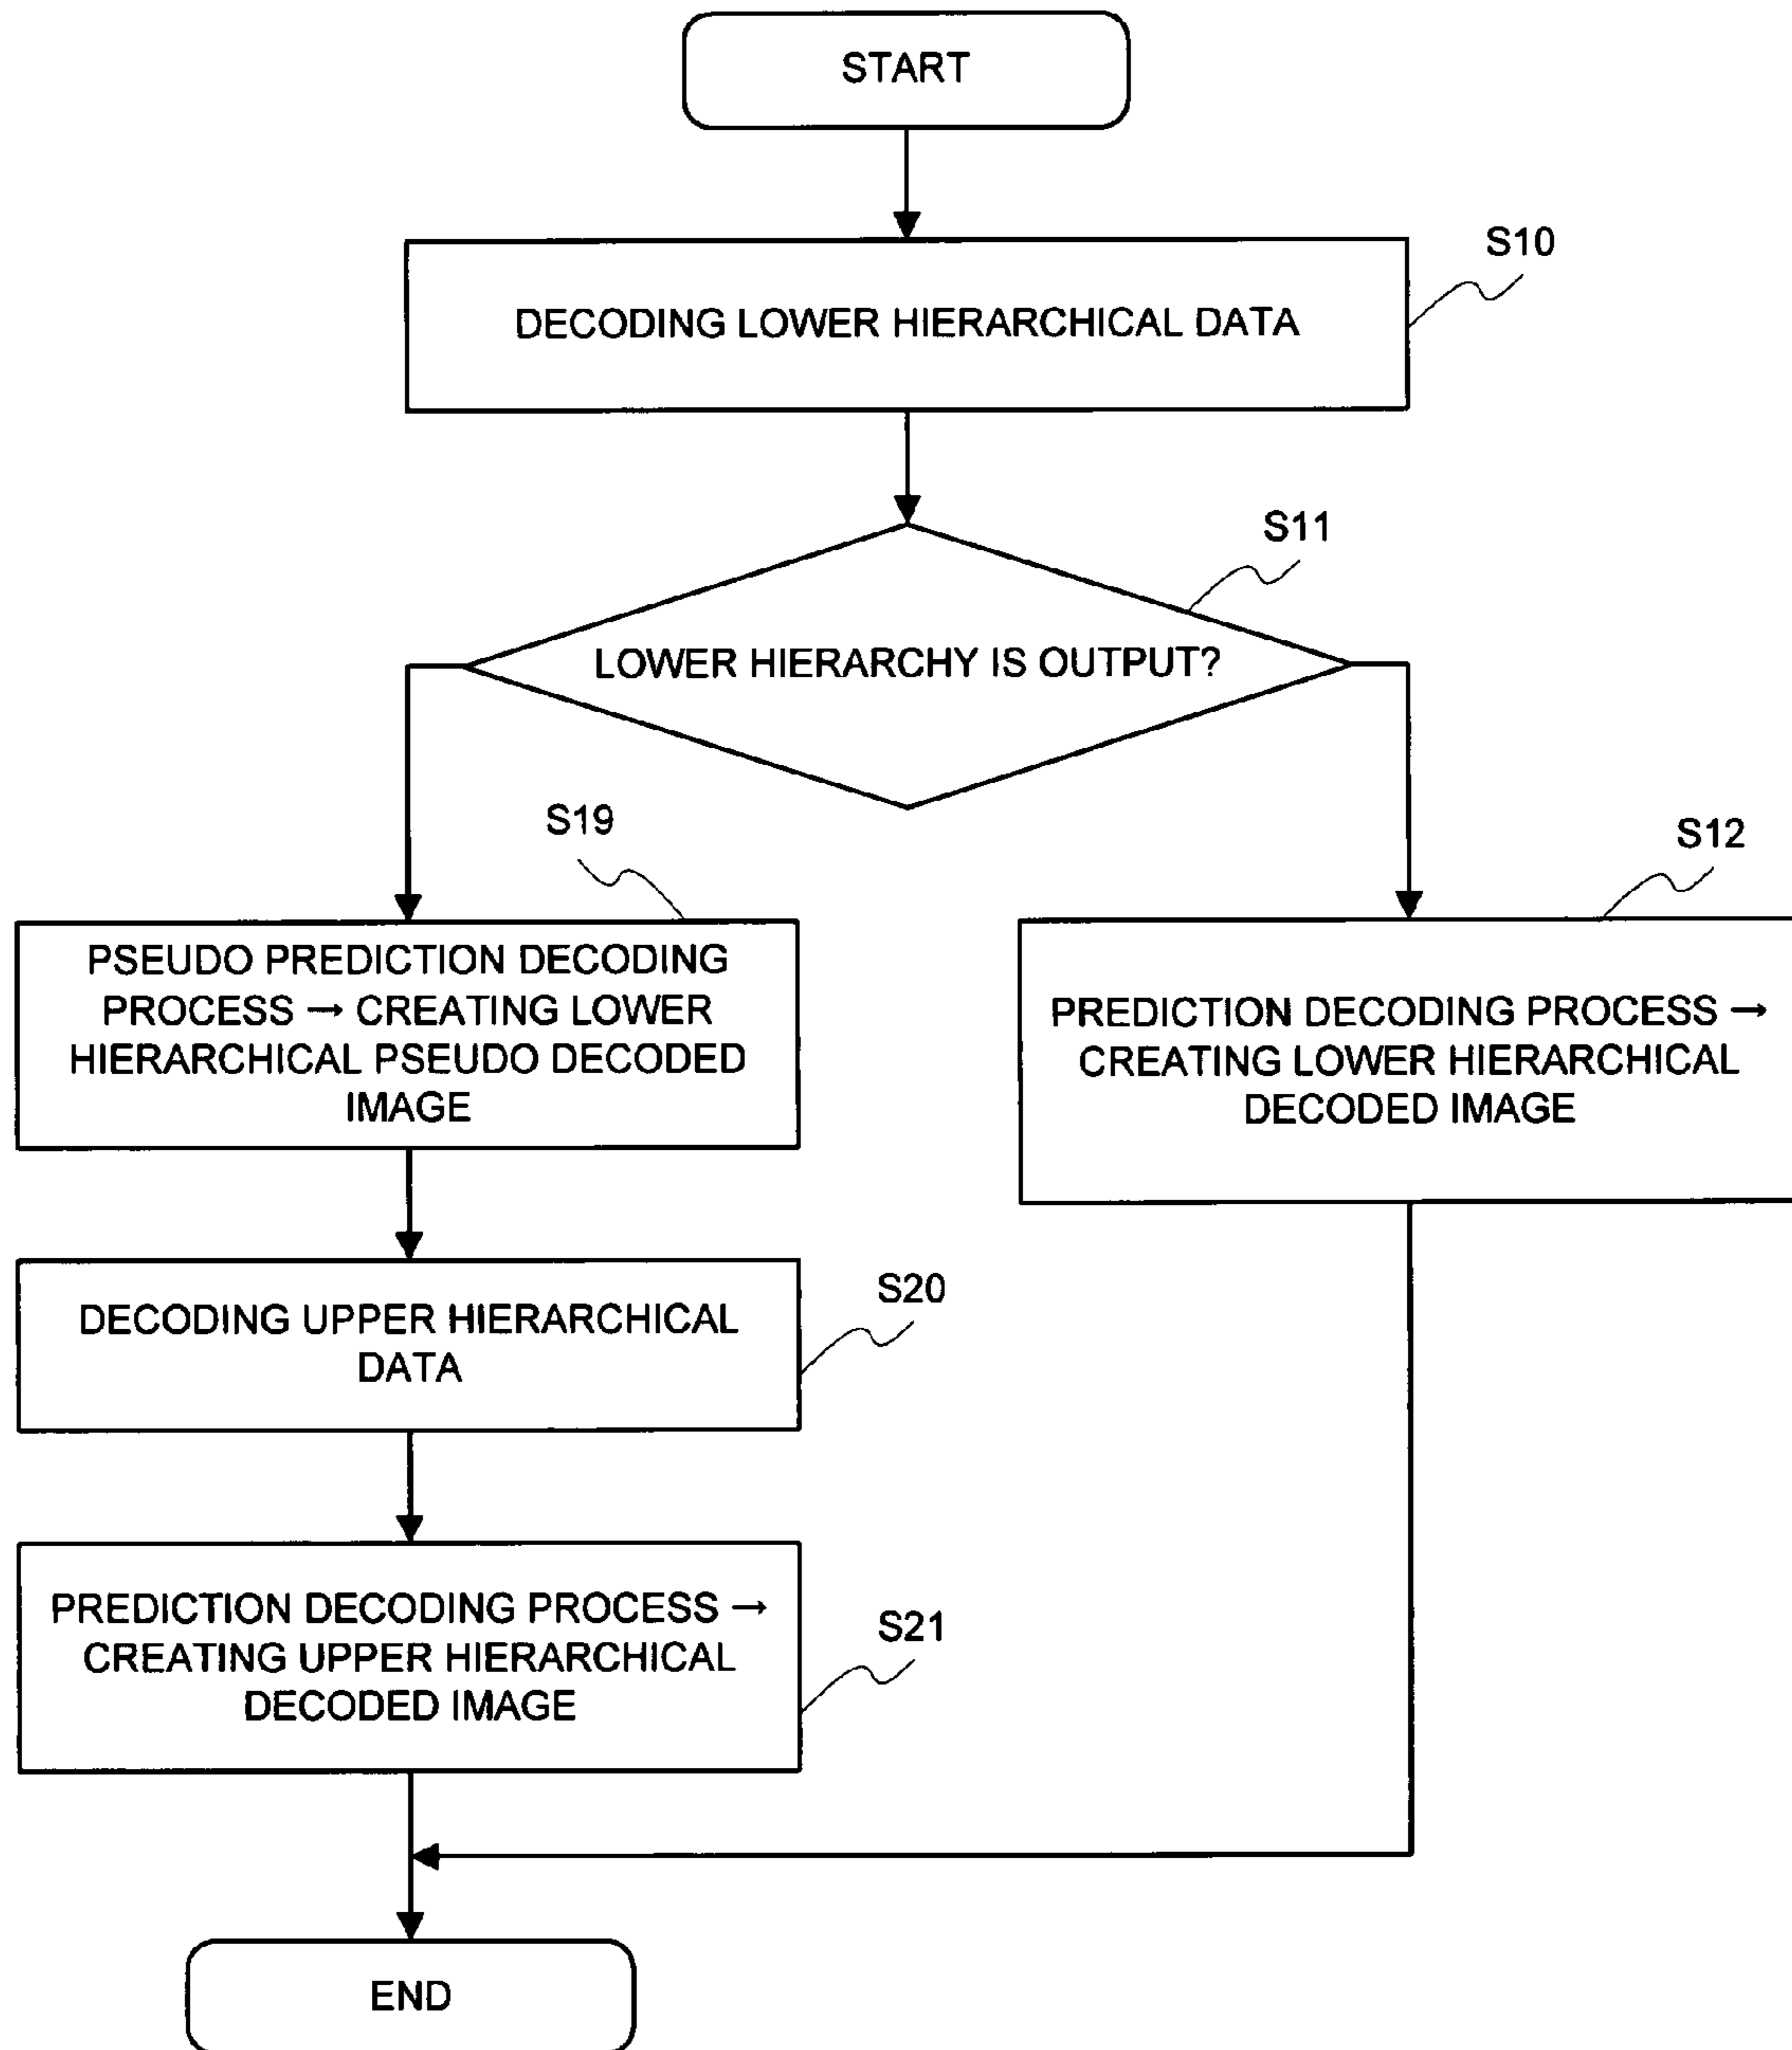 START
S10
DECODING LOWER HIERARCHICAL DATA
S11
LOWER HIERARCHY IS OUTPUT?
S19
PSEUDO PREDICTION DECODING
PROCESS → CREATING LOWER
HIERARCHICAL PSEUDO DECODED
IMAGE
S12
PREDICTION DECODING PROCESS →
CREATING LOWER HIERARCHICAL
DECODED IMAGE
S20
DECODING UPPER HIERARCHICAL
DATA
S21
PREDICTION DECODING PROCESS →
CREATING UPPER HIERARCHICAL
DECODED IMAGE
END